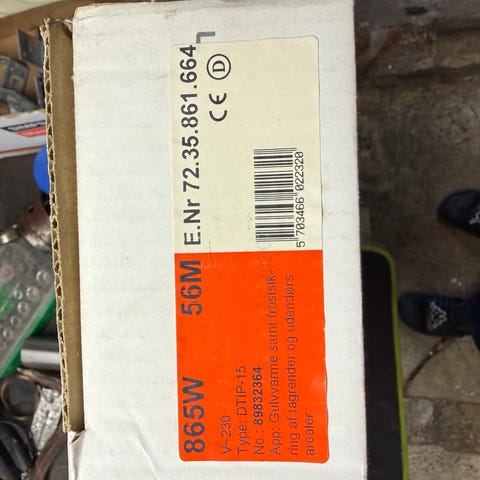 865W 56M E.Nr 72.35.861.664
V~230
Type: DTIP-15
No.: 89832364
App: Gulvvarme samt frostsik-
ring af tagrender og udendørs
arealer
CE D
5 703466 022320